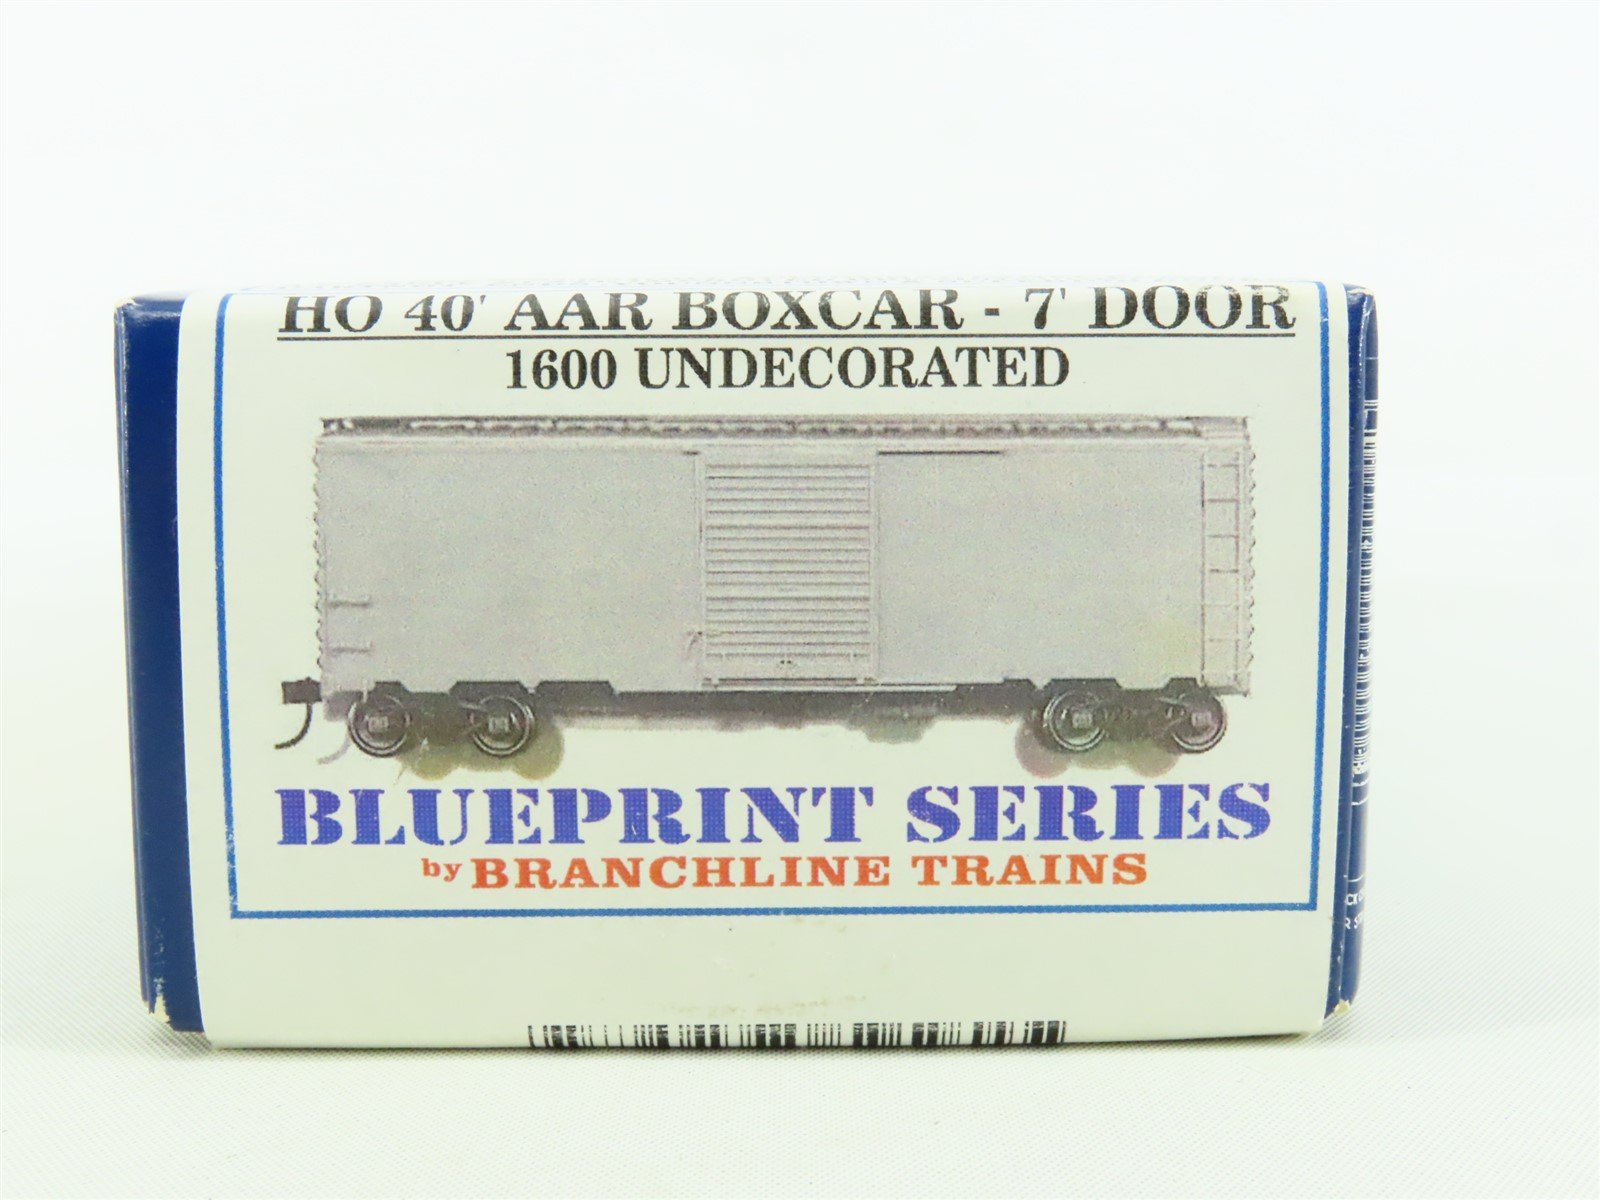 HO 40' AAR BOXCAR - 7' DOOR
1600 UNDECORATED
BLUEPRINT SERIES
by BRANCHLINE TRAINS